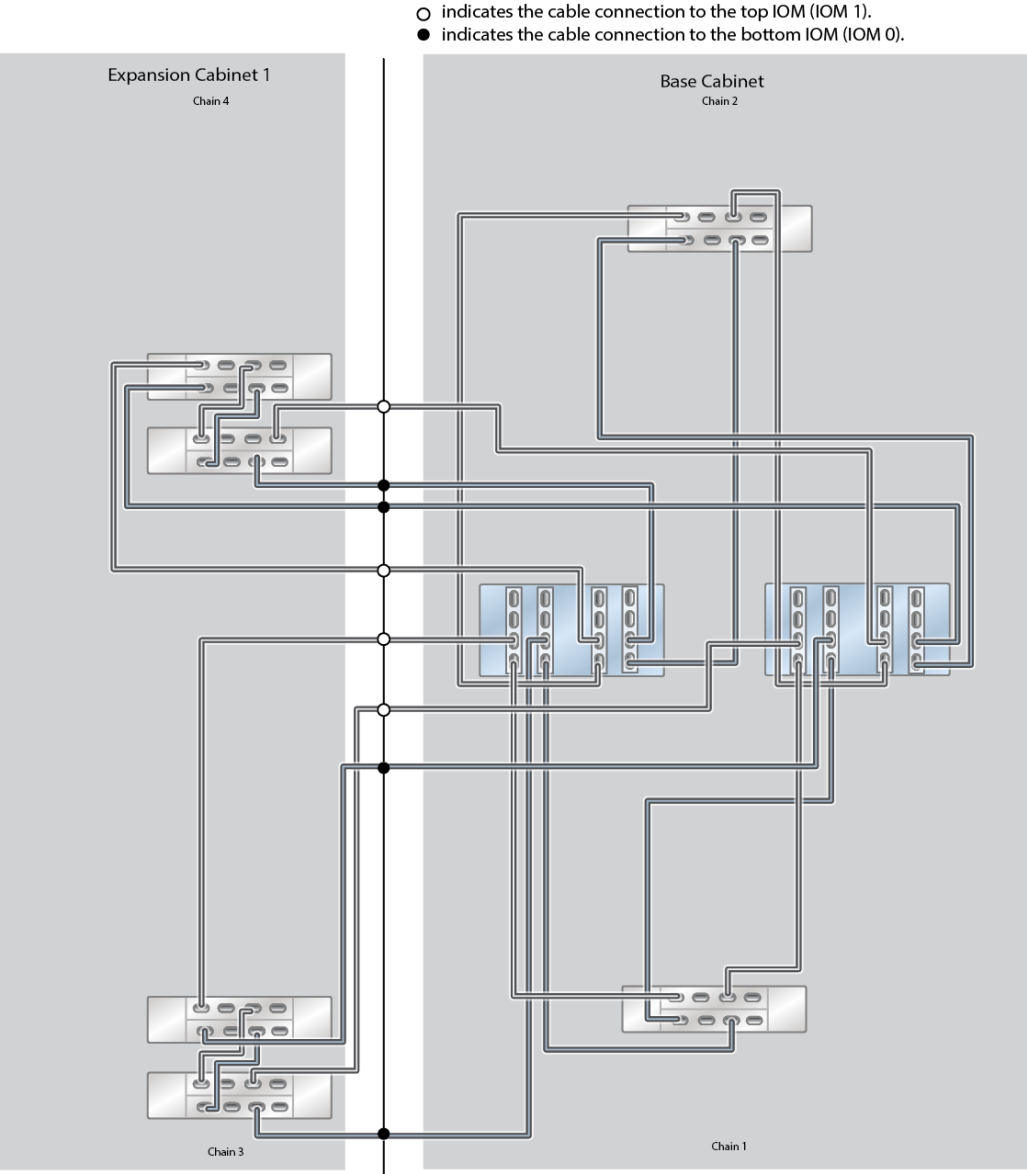 indicates the cable connection to the top IOM (IOM 1).
indicates the cable connection to the bottom IOM (IOM 0).
Expansion Cabinet 1
Chain 4
Base Cabinet
Chain 2
Chain 3
Chain 1